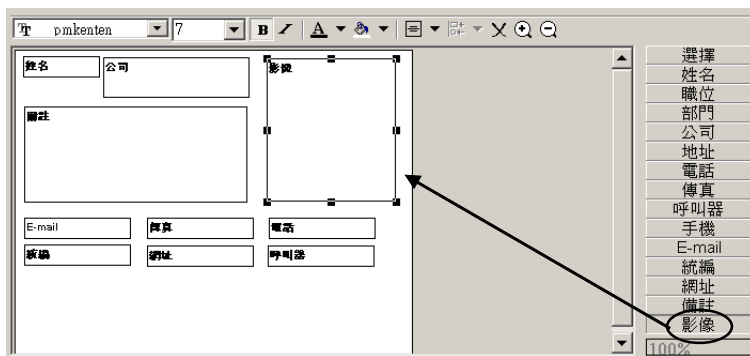 pmkenten 7 B I A
姓名 公司 影像
備註
E-mail 傳真 電話
統編 網址 呼叫器
選擇
姓名
職位
部門
公司
地址
電話
傳真
呼叫器
手機
E-mail
統編
網址
備註
影像
100%